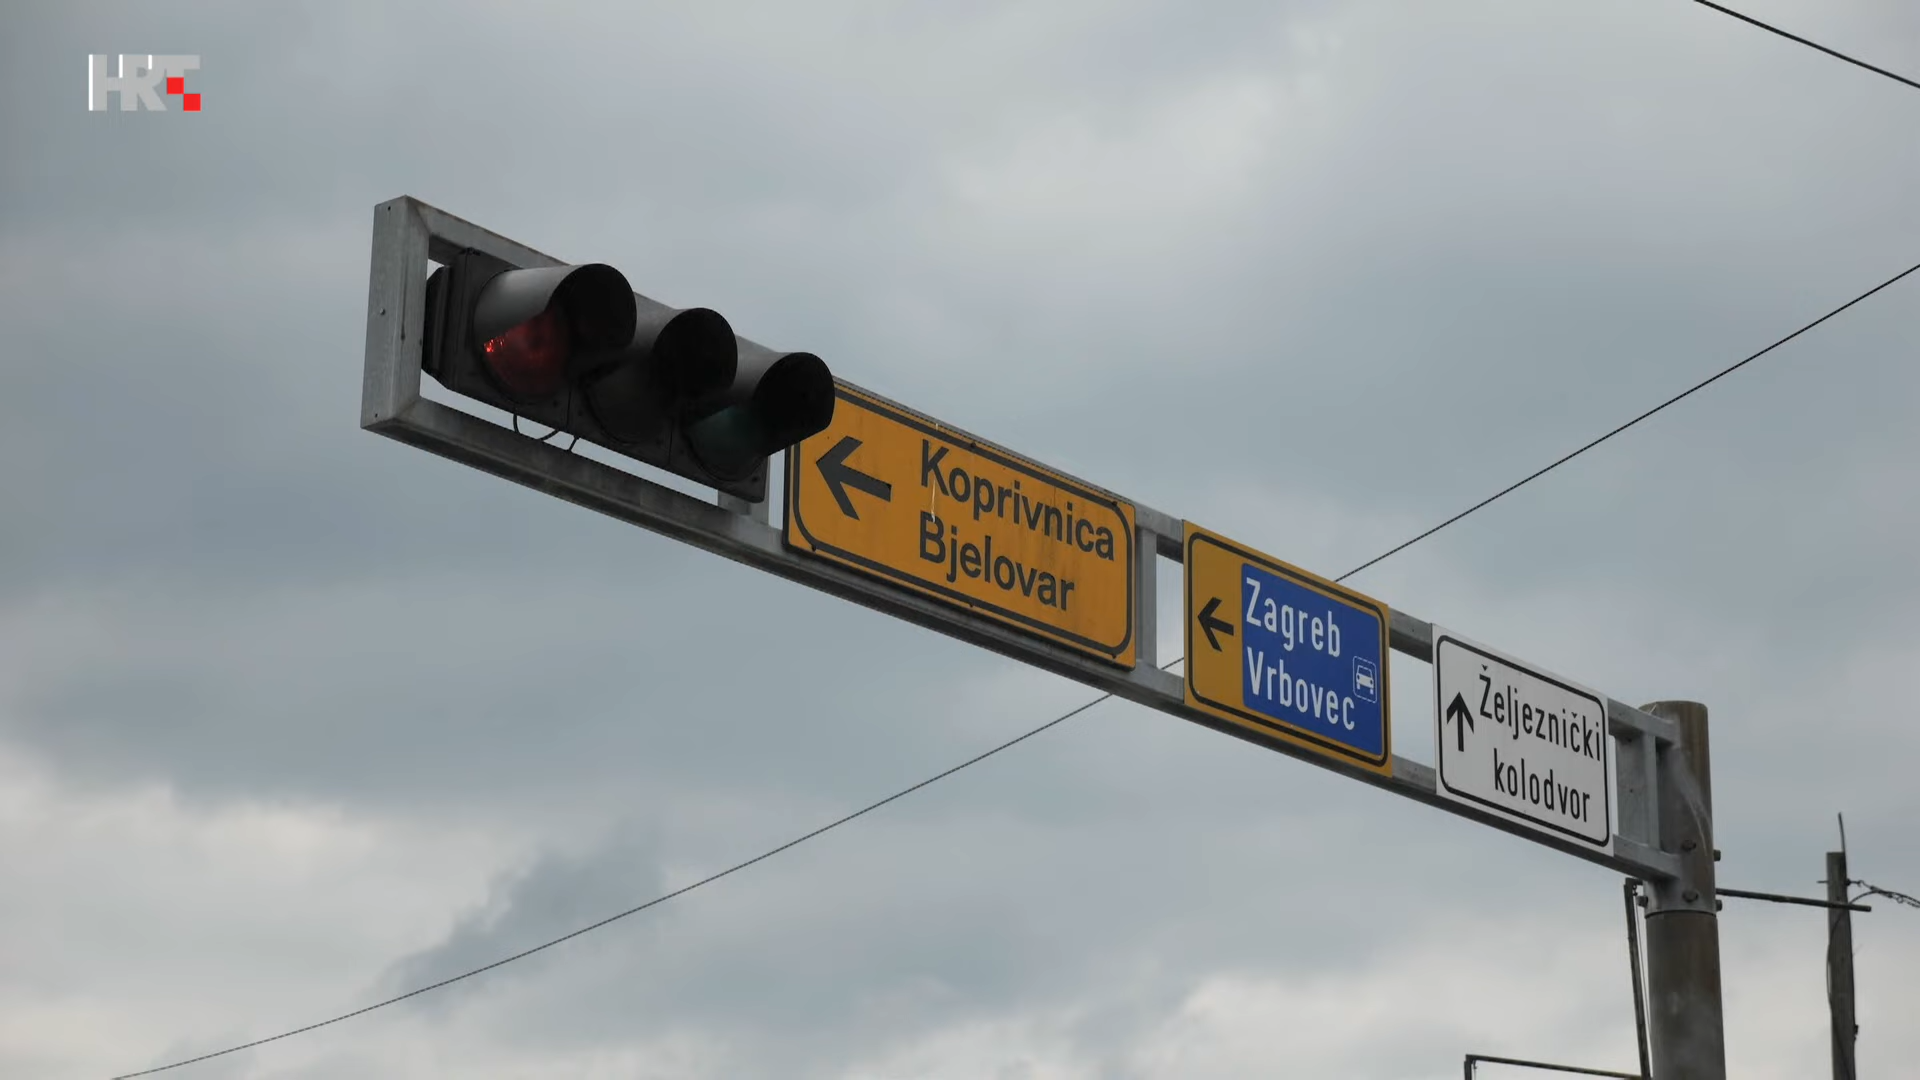 HRT
Koprivnica
Bjelovar
Zagreb
Vrbovec
Željeznički
kolodvor